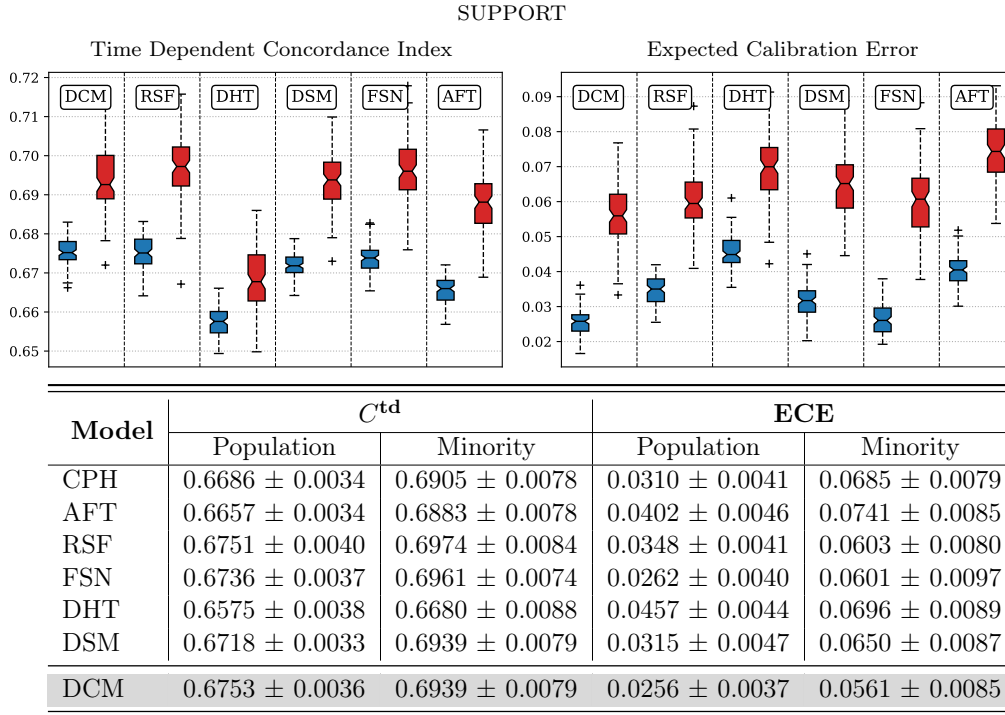 SUPPORT
Time Dependent Concordance Index
0.72
0.71
0.70
0.69
0.68
0.67
0.66
0.65
DCM RSF DHT DSM FSN AFT
Expected Calibration Error
0.09
0.08
0.07
0.06
0.05
0.04
0.03
0.02
DCM RSF DHT DSM FSN AFT
Model C^td ECE
Population Minority Population Minority
CPH 0.6686 ± 0.0034 0.6905 ± 0.0078 0.0310 ± 0.0041 0.0685 ± 0.0079
AFT 0.6657 ± 0.0034 0.6883 ± 0.0078 0.0402 ± 0.0046 0.0741 ± 0.0085
RSF 0.6751 ± 0.0040 0.6974 ± 0.0084 0.0348 ± 0.0041 0.0603 ± 0.0080
FSN 0.6736 ± 0.0037 0.6961 ± 0.0074 0.0262 ± 0.0040 0.0601 ± 0.0097
DHT 0.6575 ± 0.0038 0.6680 ± 0.0088 0.0457 ± 0.0044 0.0696 ± 0.0089
DSM 0.6718 ± 0.0033 0.6939 ± 0.0079 0.0315 ± 0.0047 0.0650 ± 0.0087
DCM 0.6753 ± 0.0036 0.6939 ± 0.0079 0.0256 ± 0.0037 0.0561 ± 0.0085